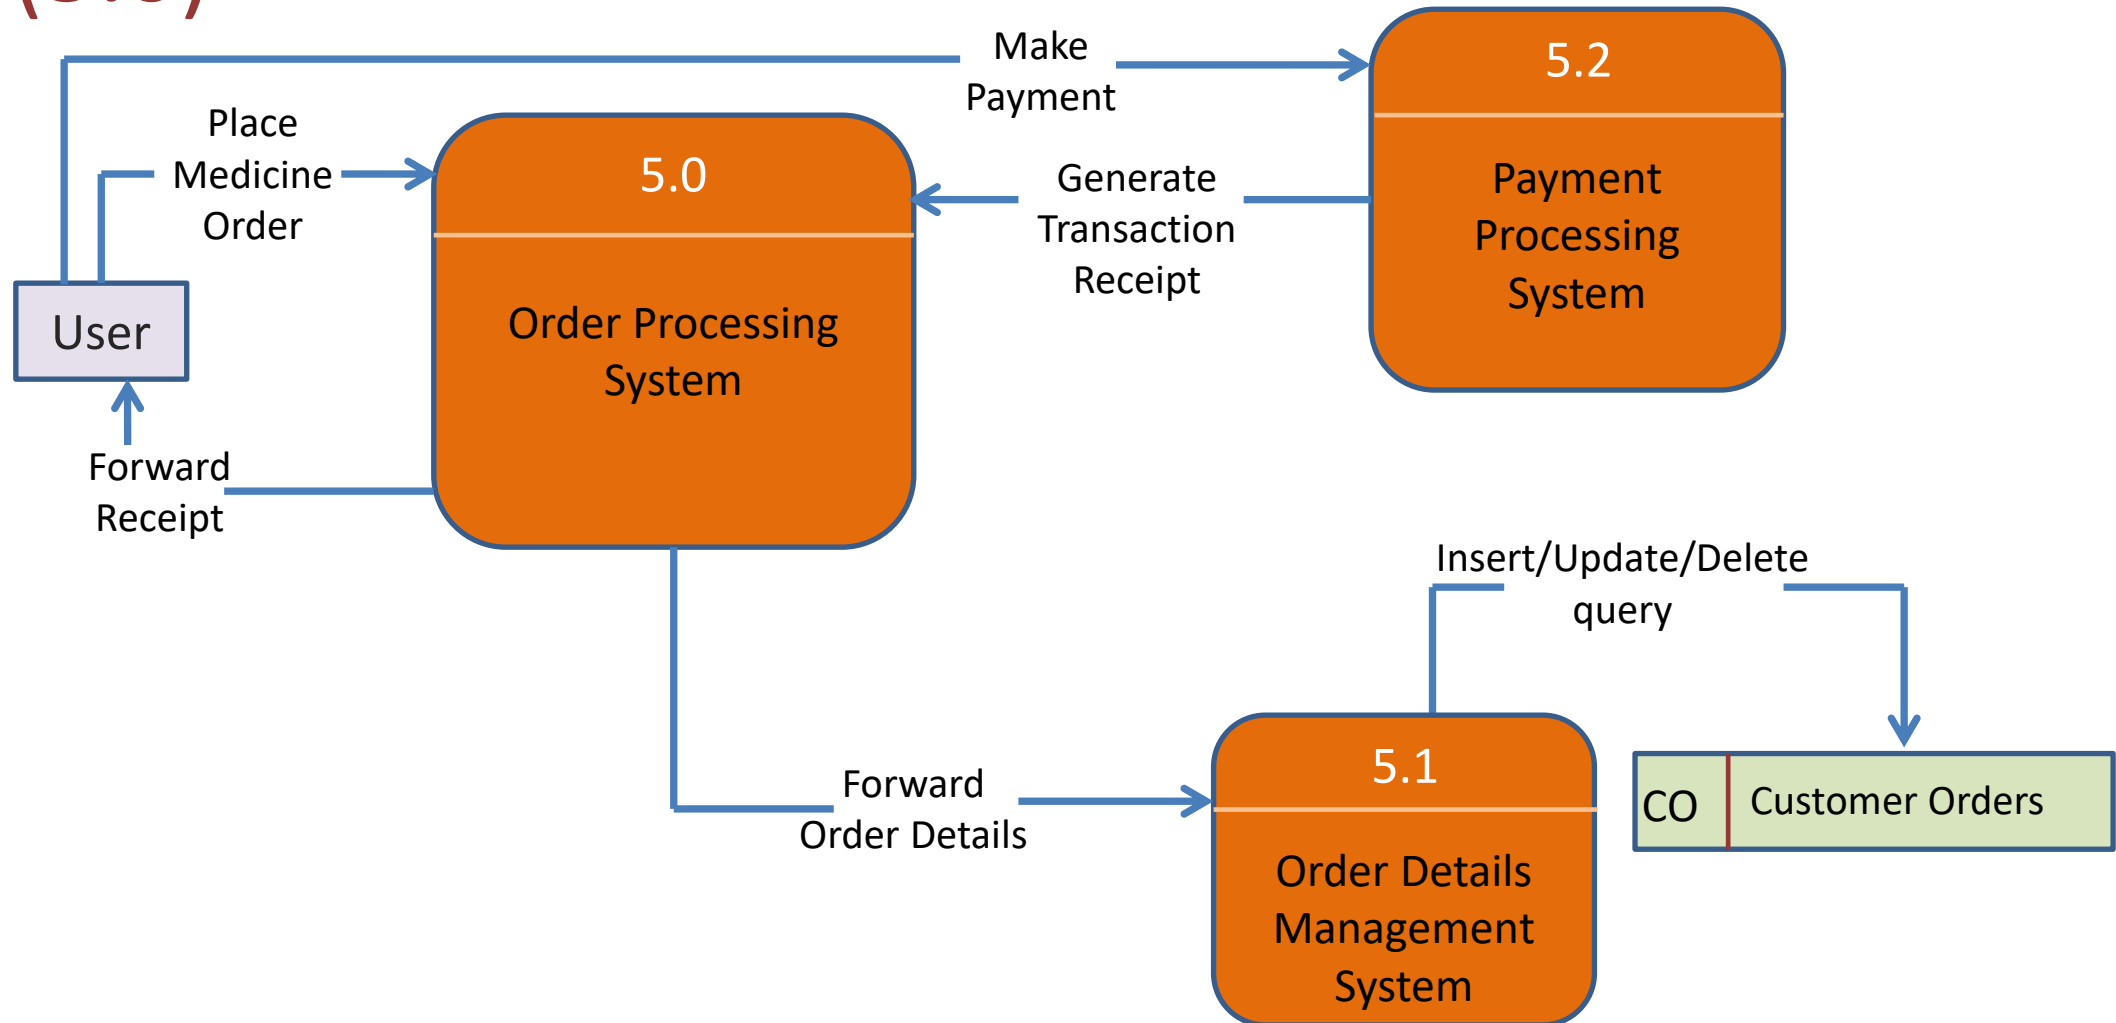 Make
Payment
5.2
Place
Medicine
Order
5.0
Generate
Transaction
Receipt
Payment
Processing
System
User
Order Processing
System
Forward
Receipt
Insert/Update/Delete
query
Forward
Order Details
5.1
CO
Customer Orders
Order Details
Management
System